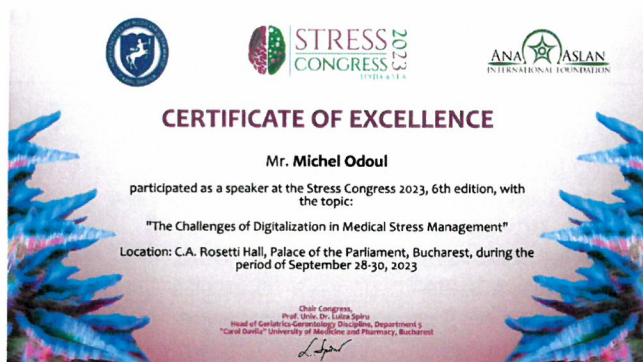 STRESS
CONGRESS
2023
ANA ASLAN
INTERNATIONAL FOUNDATION
CERTIFICATE OF EXCELLENCE
Mr. Michel Odoul
participated as a speaker at the Stress Congress 2023, 6th edition, with
the topic:
"The Challenges of Digitalization in Medical Stress Management"
Location: C.A. Rosetti Hall, Palace of the Parliament, Bucharest, during the
period of September 28-30, 2023
Chair Congress,
Prof. Univ. Dr. Luiza Spiru
Head of Geriatrics-Gerontology Discipline, Department 5
"Carol Davila" University of Medicine and Pharmacy, Bucharest